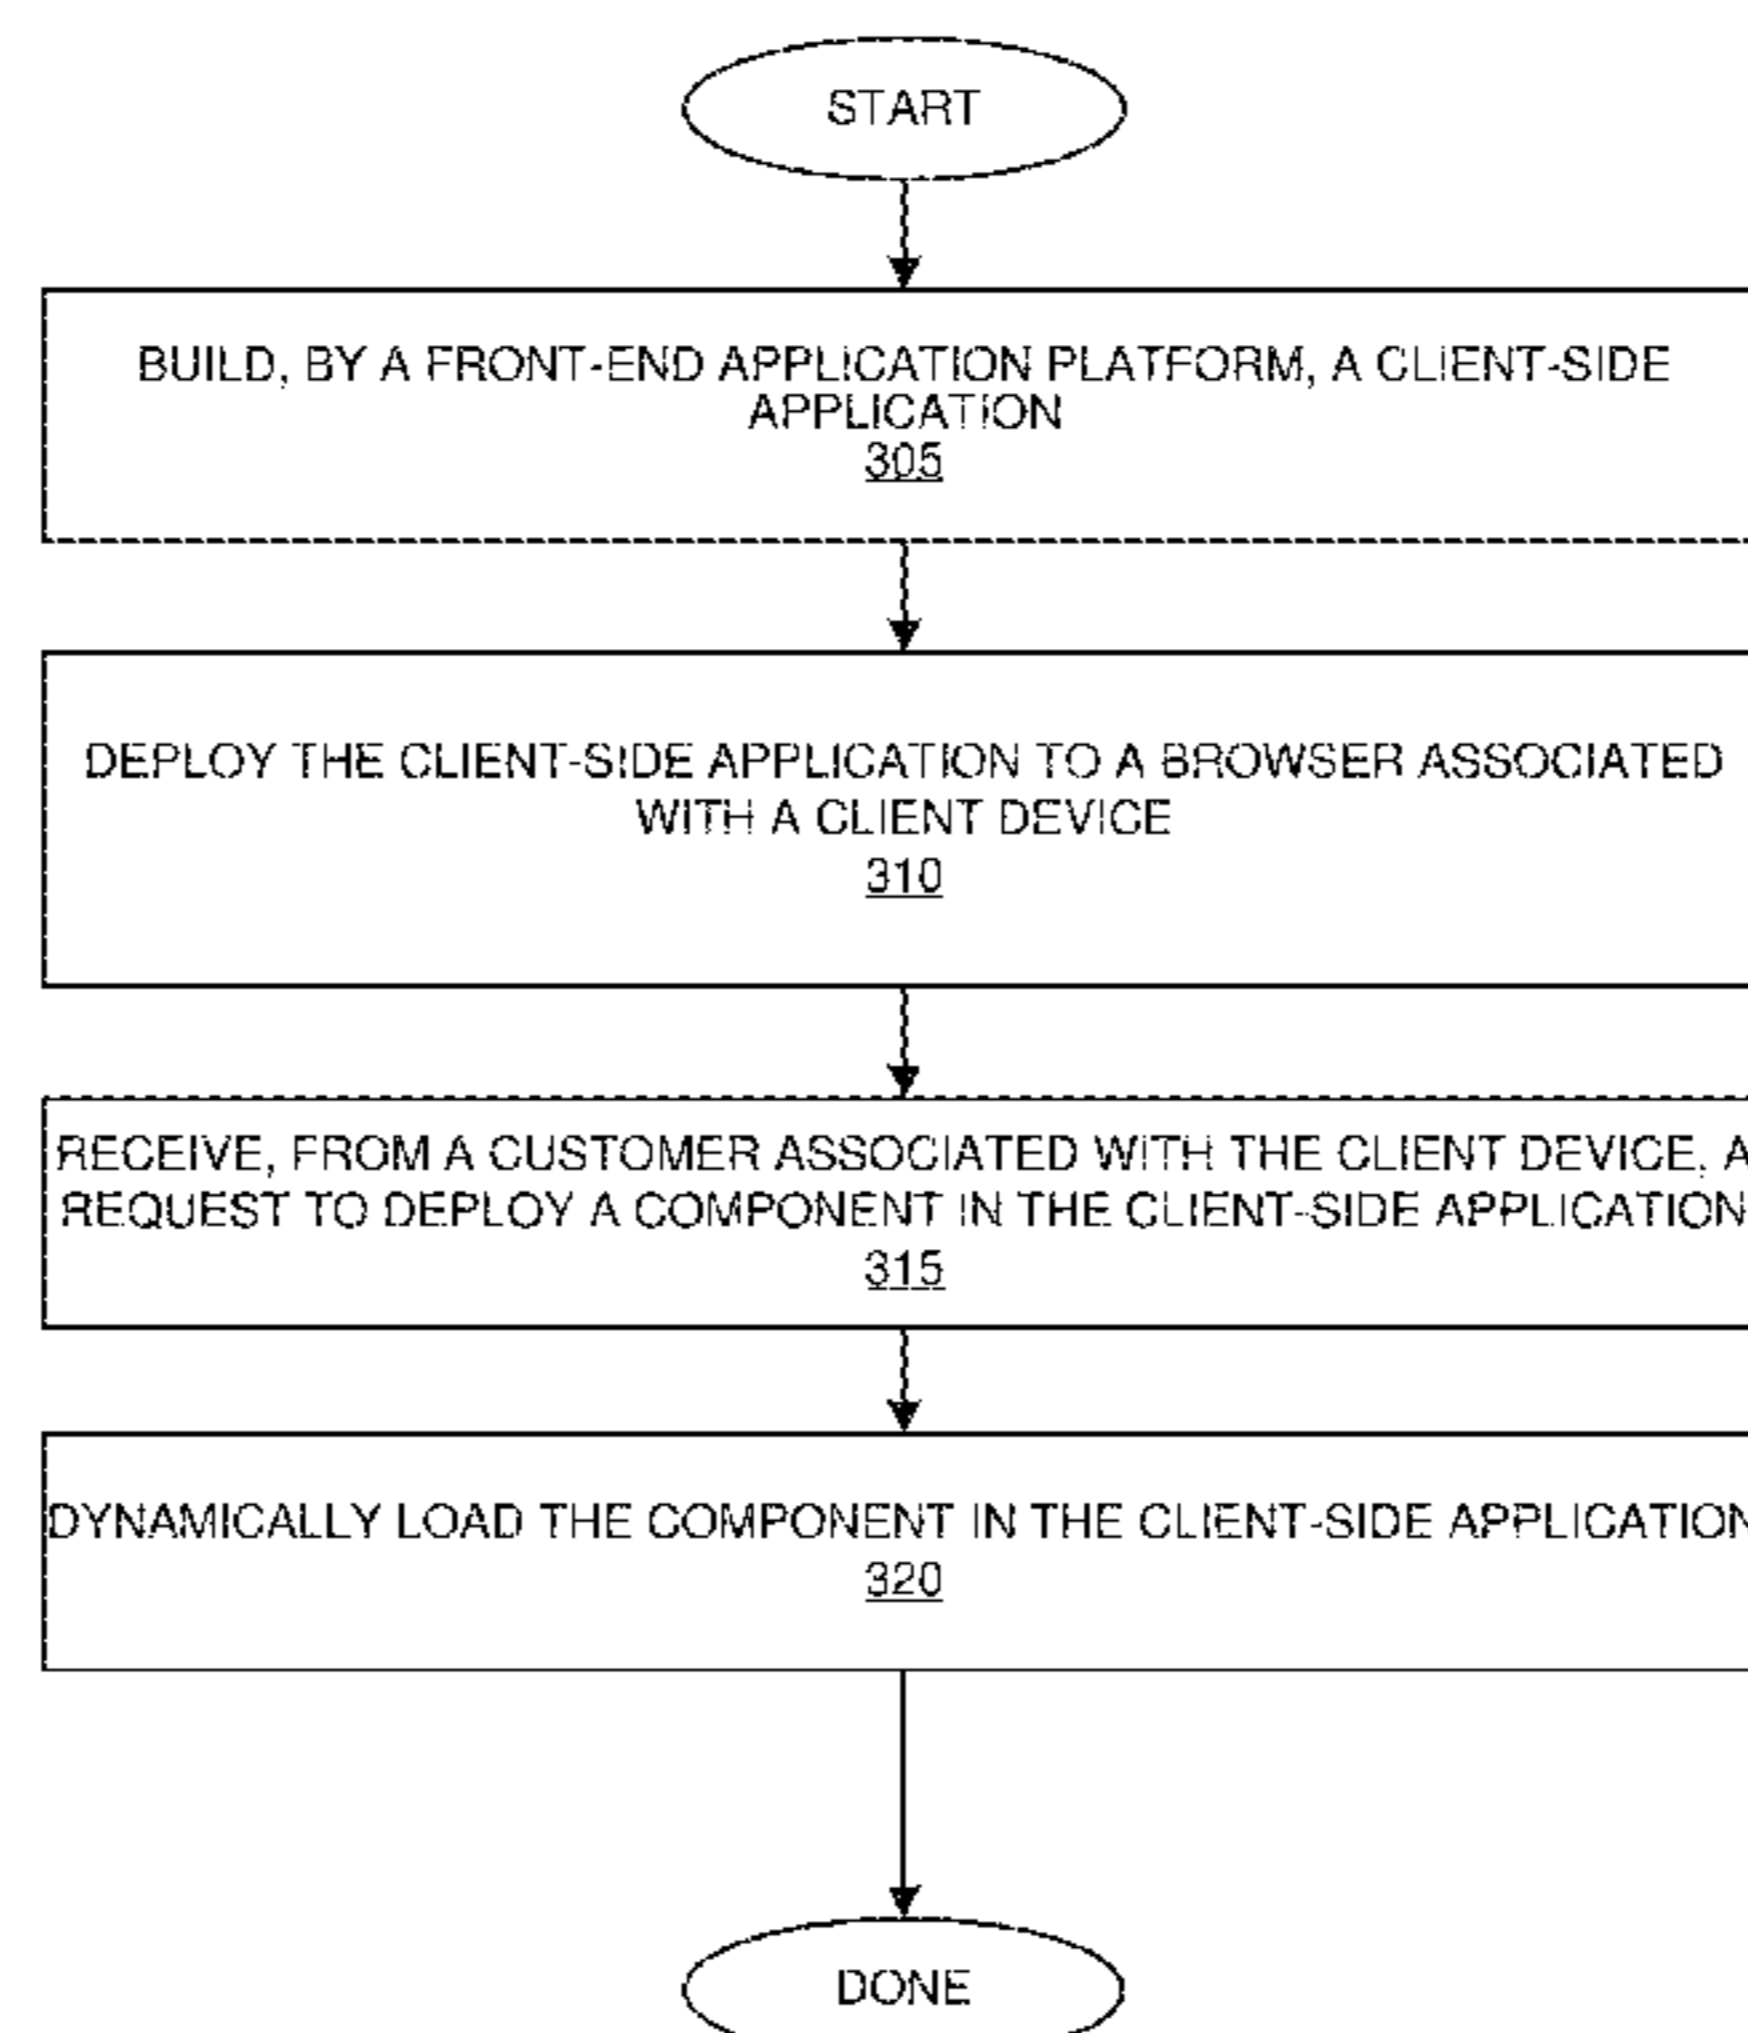 START
BUILD, BY A FRONT-END APPLICATION PLATFORM, A CLIENT-SIDE
APPLICATION
305
DEPLOY THE CLIENT-SIDE APPLICATION TO A BROWSER ASSOCIATED
WITH A CLIENT DEVICE
310
RECEIVE, FROM A CUSTOMER ASSOCIATED WITH THE CLIENT DEVICE, A
REQUEST TO DEPLOY A COMPONENT IN THE CLIENT-SIDE APPLICATION
315
DYNAMICALLY LOAD THE COMPONENT IN THE CLIENT-SIDE APPLICATION
320
DONE